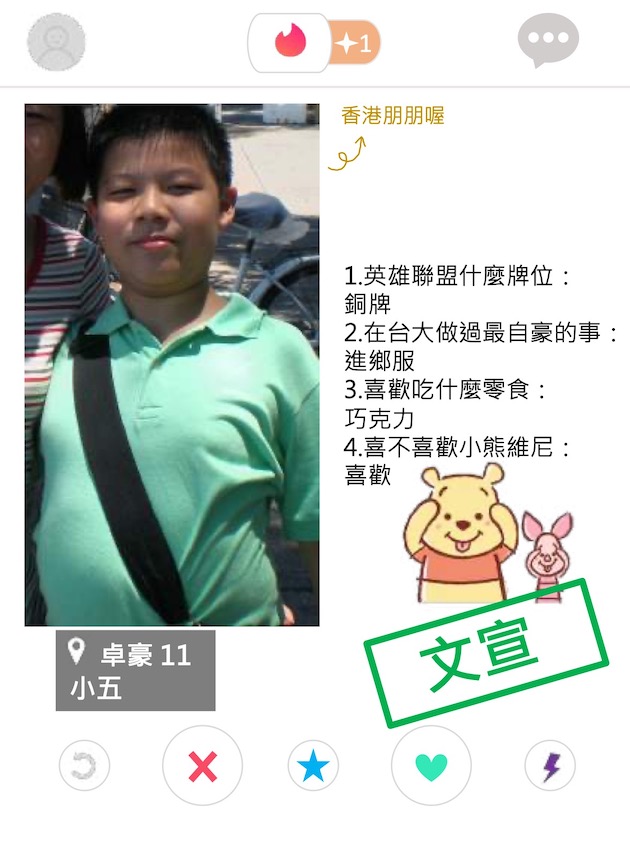 1
香港朋朋喔
1.英雄聯盟什麼牌位：
銅牌
2.在台大做過最自豪的事：
進鄉服
3.喜歡吃什麼零食：
巧克力
4.喜不喜歡小熊維尼：
喜歡
文宣
卓豪 11
小五